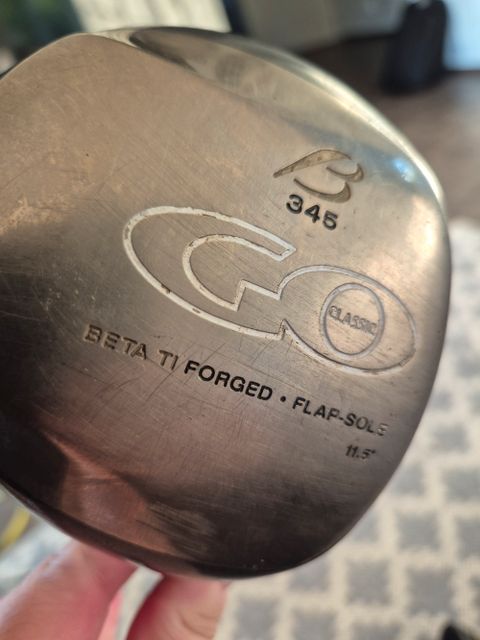 B
345
GO
CLASSIC
BETA TI FORGED • FLAP-SOLE
11.5°